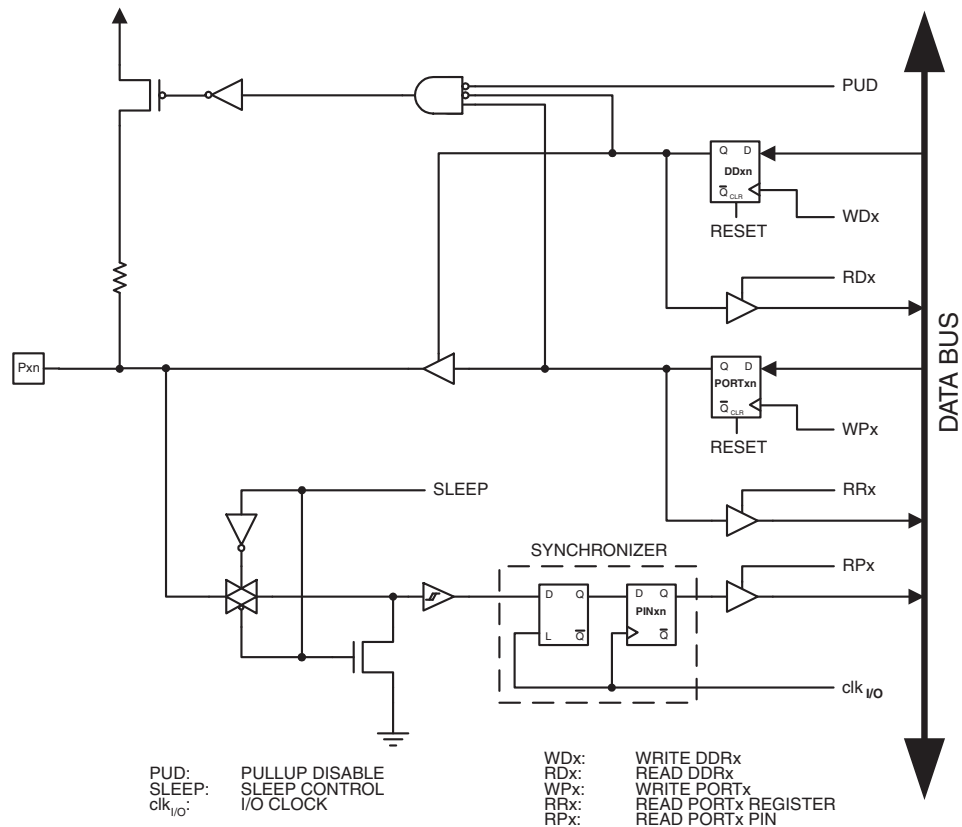 PUD
Q D
DDxn
Q CLR
WDx
RESET
RDx
Pxn
Q D
PORTxn
Q CLR
WPx
RESET
DATA BUS
SLEEP
RRx
SYNCHRONIZER
RPx
D Q
L Q
D Q
PINxn
Q
clk I/O
PUD: PULLUP DISABLE
SLEEP: SLEEP CONTROL
clkI/O: I/O CLOCK
WDx: WRITE DDRx
RDx: READ DDRx
WPx: WRITE PORTx
RRx: READ PORTx REGISTER
RPx: READ PORTx PIN